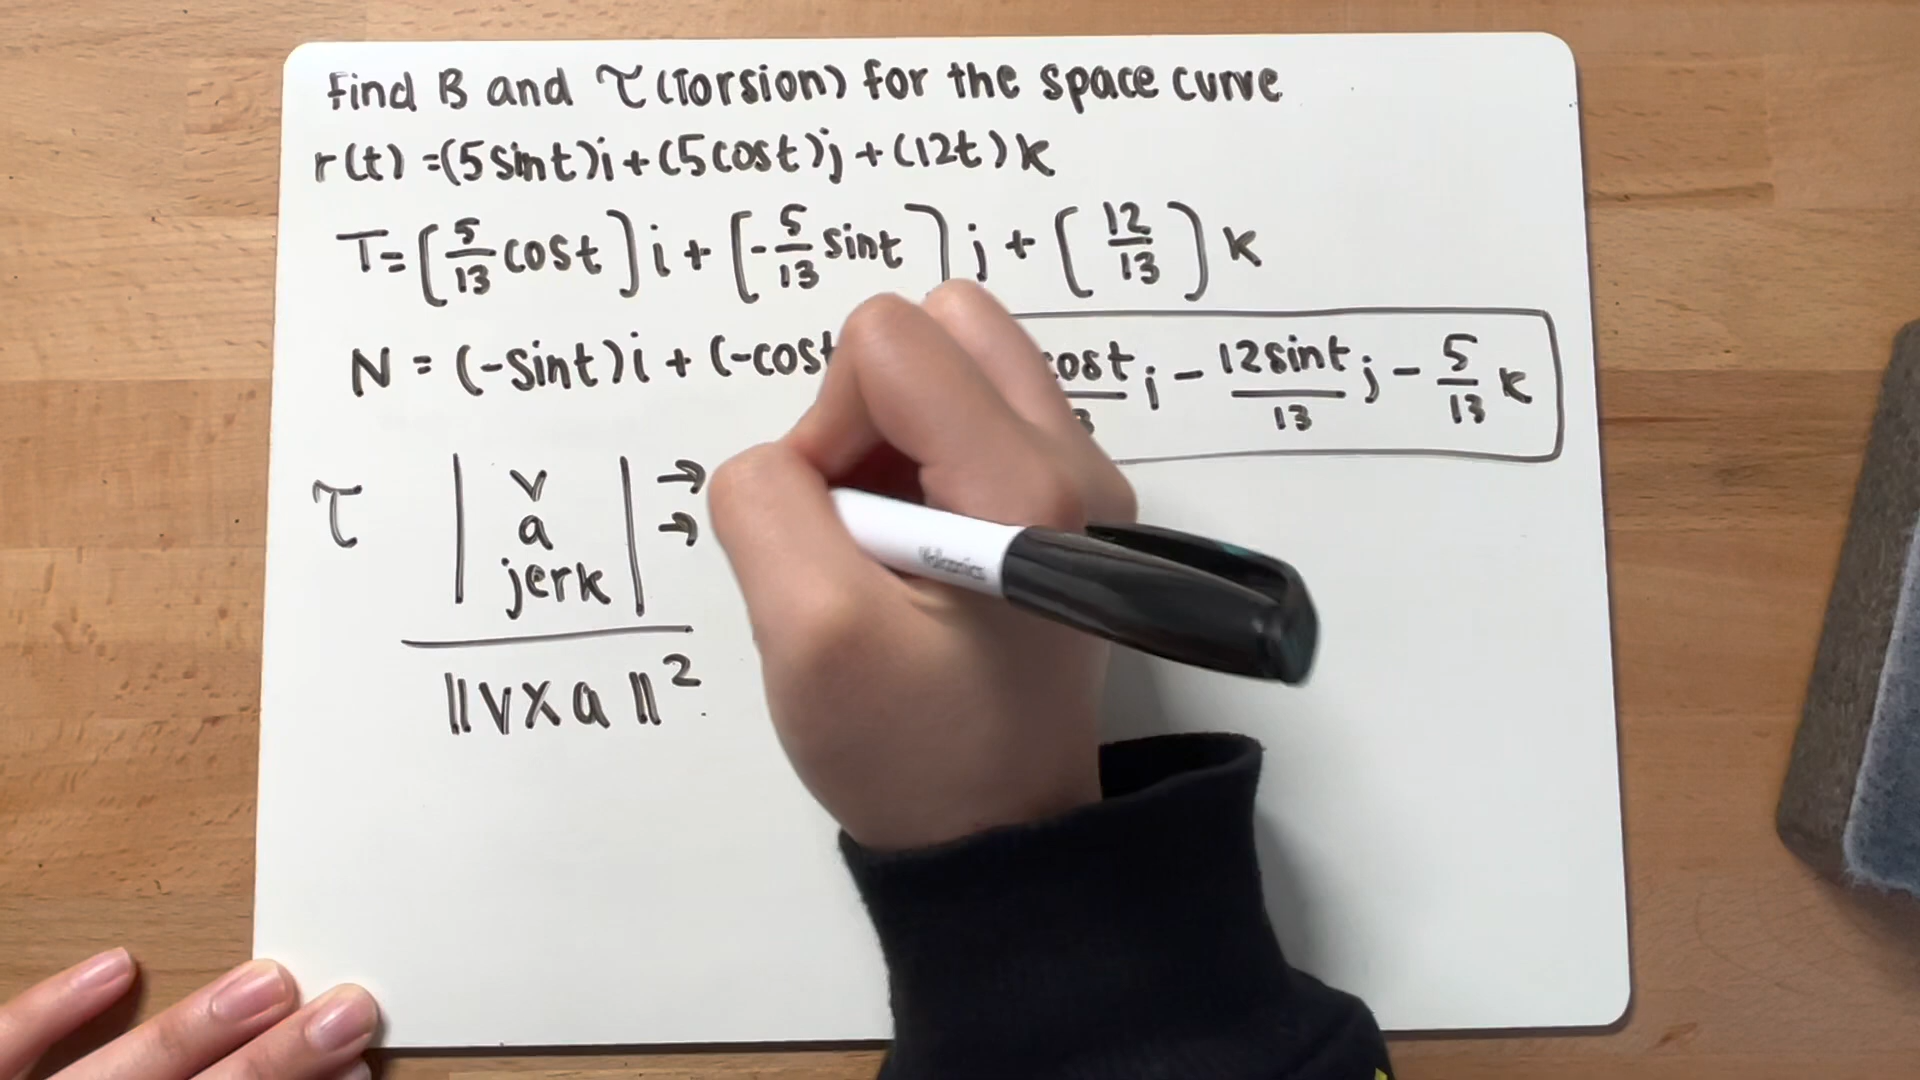 Find B and τ (Torsion) for the space curve
r(t) =(5sint)i+(5cost)j+(12t)k
T=[5/13 cost]i+[-5/13 sint]j+[12/13]k
N = (-sint)i + (-cost
i - 12sint/13 j - 5/13 k
τ | v a jerk | → →
||v×a||²